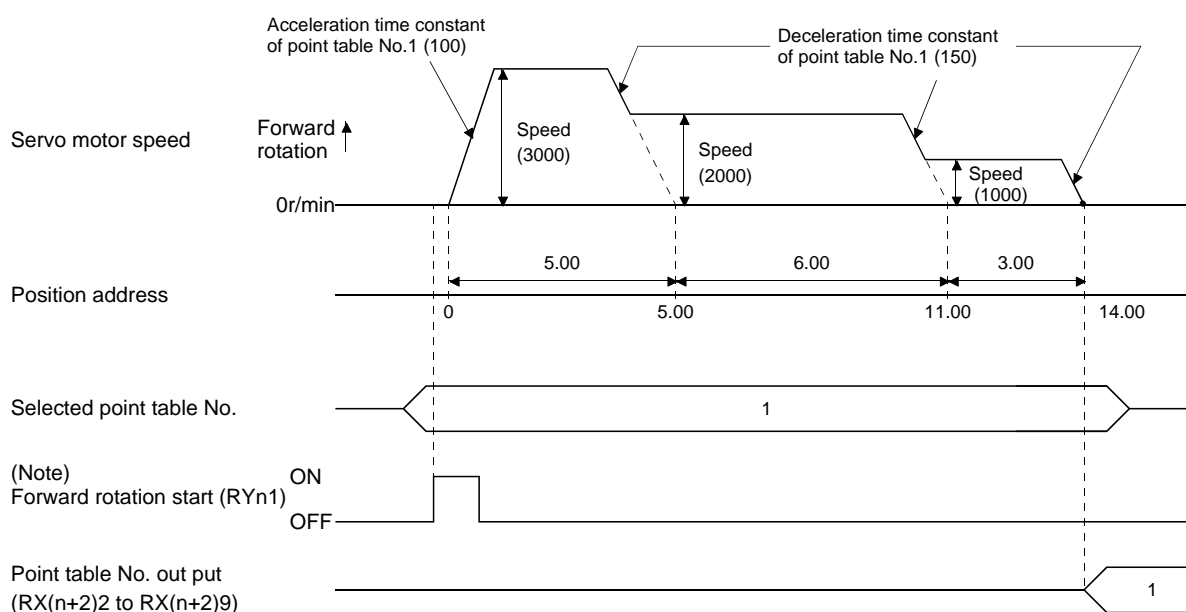 Acceleration time constant
of point table No.1 (100)
Deceleration time constant
of point table No.1 (150)
Servo motor speed
Forward
rotation
Speed
(3000)
Speed
(2000)
Speed
(1000)
0r/min
5.00
6.00
3.00
Position address
0
5.00
11.00
14.00
Selected point table No.
1
(Note)
Forward rotation start (RYn1)
ON
OFF
Point table No. out put
(RX(n+2)2 to RX(n+2)9)
1